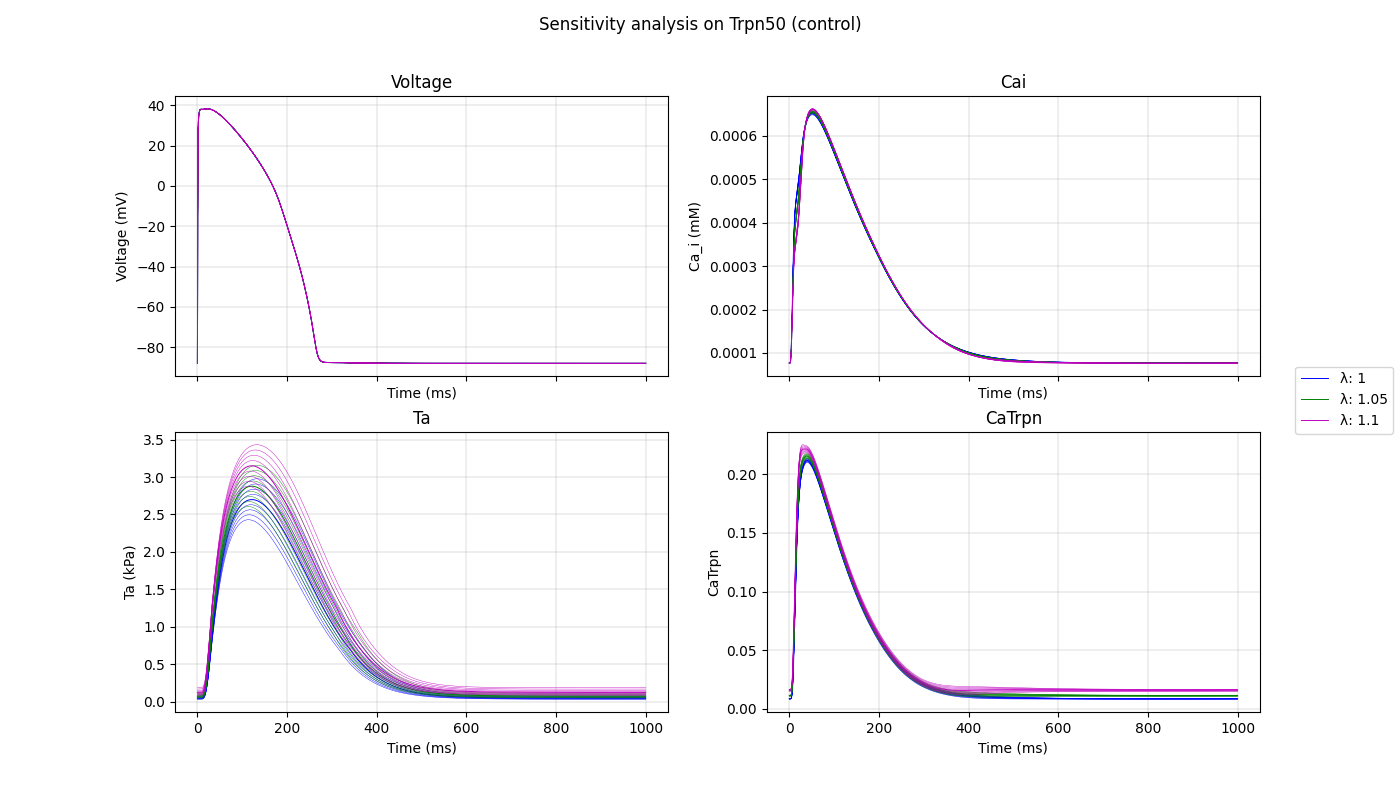 Sensitivity analysis on Trpn50 (control)
Voltage
40
20
0
−20
−40
−60
−80
Voltage (mV)
Time (ms)
Cai
0.0006
0.0005
0.0004
0.0003
0.0002
0.0001
Ca_i (mM)
Time (ms)
λ: 1
λ: 1.05
λ: 1.1
Ta
3.5
3.0
2.5
2.0
1.5
1.0
0.5
0.0
Ta (kPa)
0 200 400 600 800 1000
Time (ms)
CaTrpn
0.20
0.15
0.10
0.05
0.00
CaTrpn
0 200 400 600 800 1000
Time (ms)